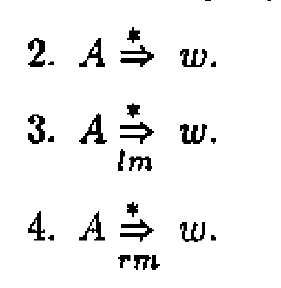 2. A ⇒* w.
3. A ⇒* w.
lm
4. A ⇒* w.
rm